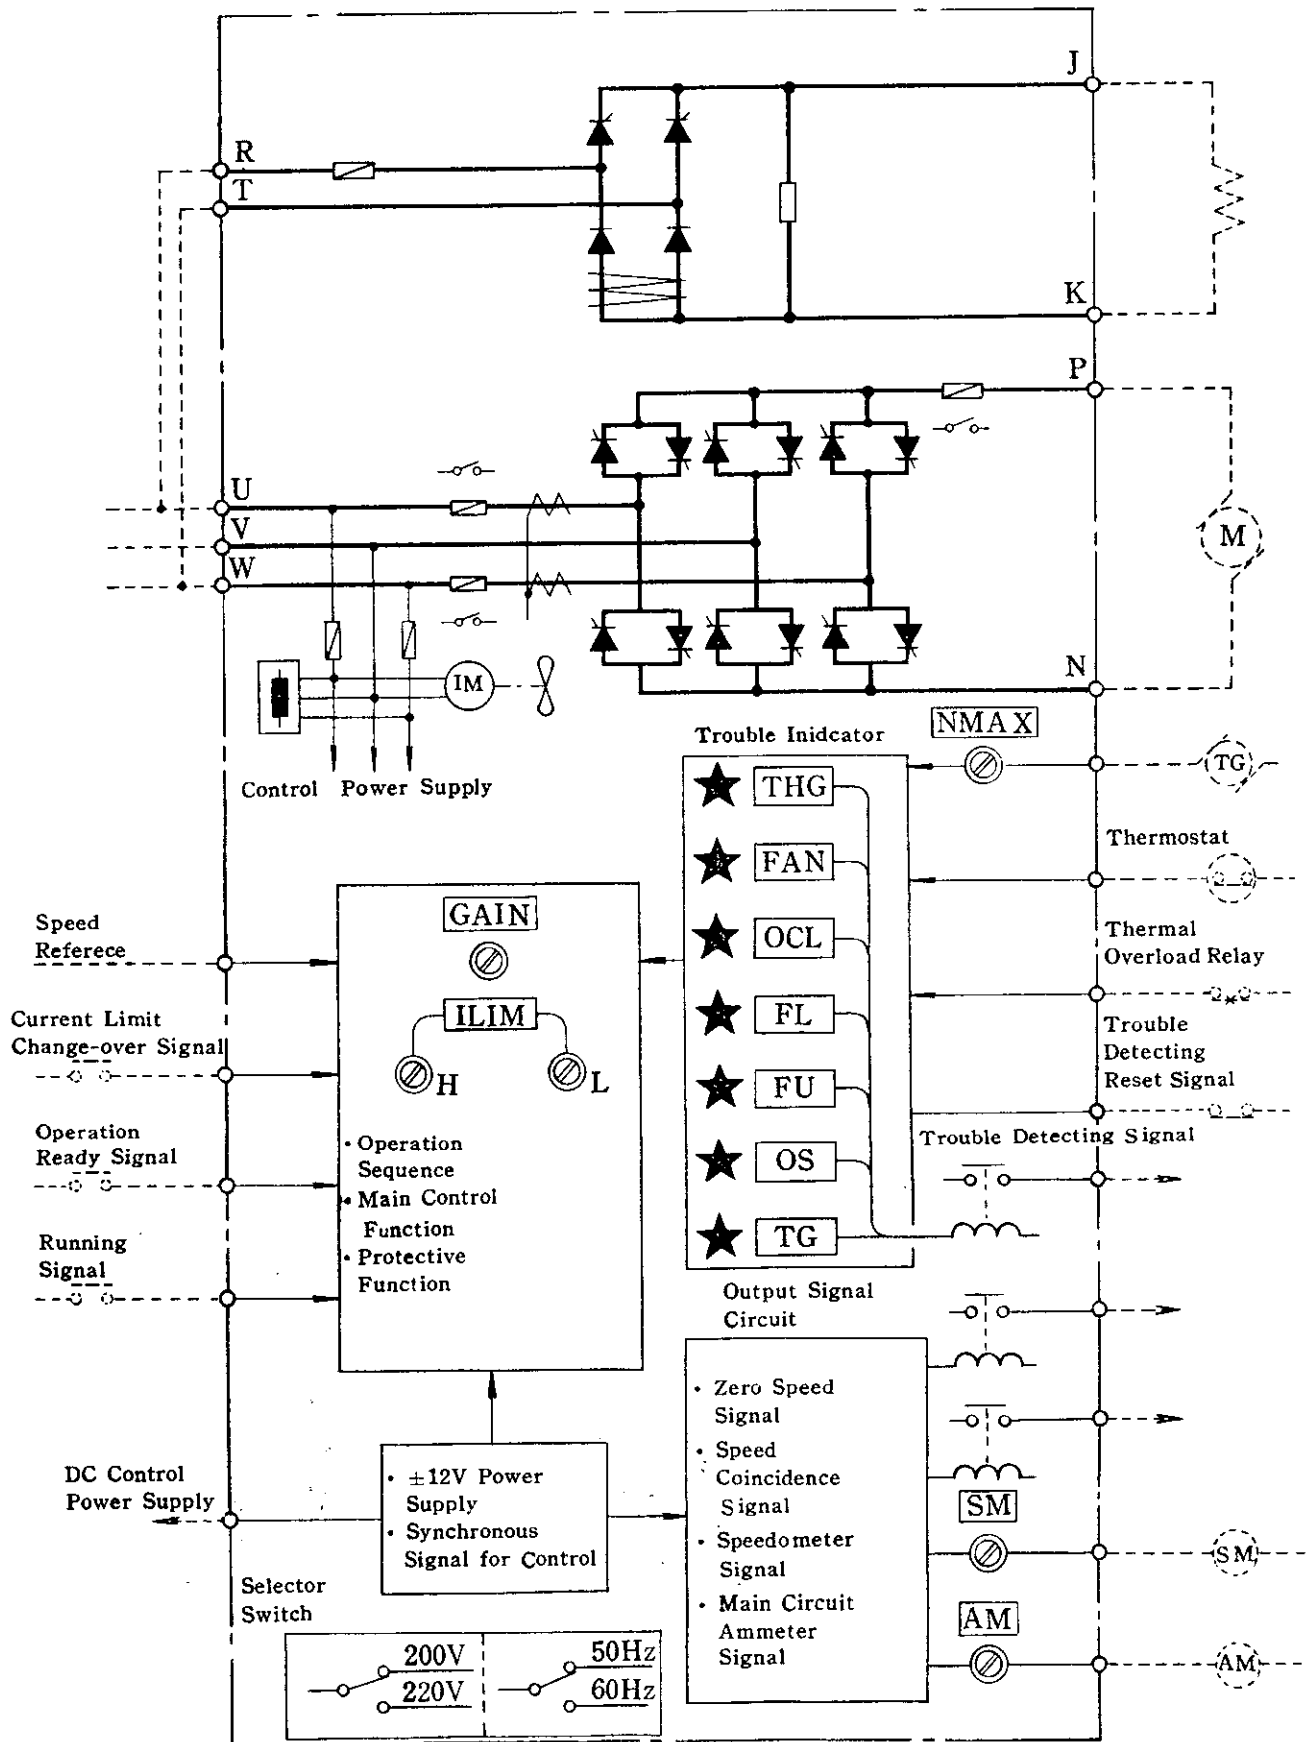 J
R
T
K
P
U
V
W
M
IM
N
NMAX
Trouble Inidcator
TG
Control Power Supply
THG
Thermostat
FAN
GAIN
Speed
Referece
OCL
Thermal
Overload Relay
ILIM
FL
Current Limit
Change-over Signal
H
L
Trouble
Detecting
Reset Signal
FU
Operation
Ready Signal
• Operation
Sequence
• Main Control
Function
• Protective
Function
OS
Trouble Detecting Signal
Running
Signal
TG
Output Signal
Circuit
• Zero Speed
Signal
• Speed
Coincidence
Signal
• Speedometer
Signal
• Main Circuit
Ammeter
Signal
DC Control
Power Supply
• ±12V Power
Supply
• Synchronous
Signal for Control
SM
SM
AM
AM
Selector
Switch
200V
220V
50Hz
60Hz